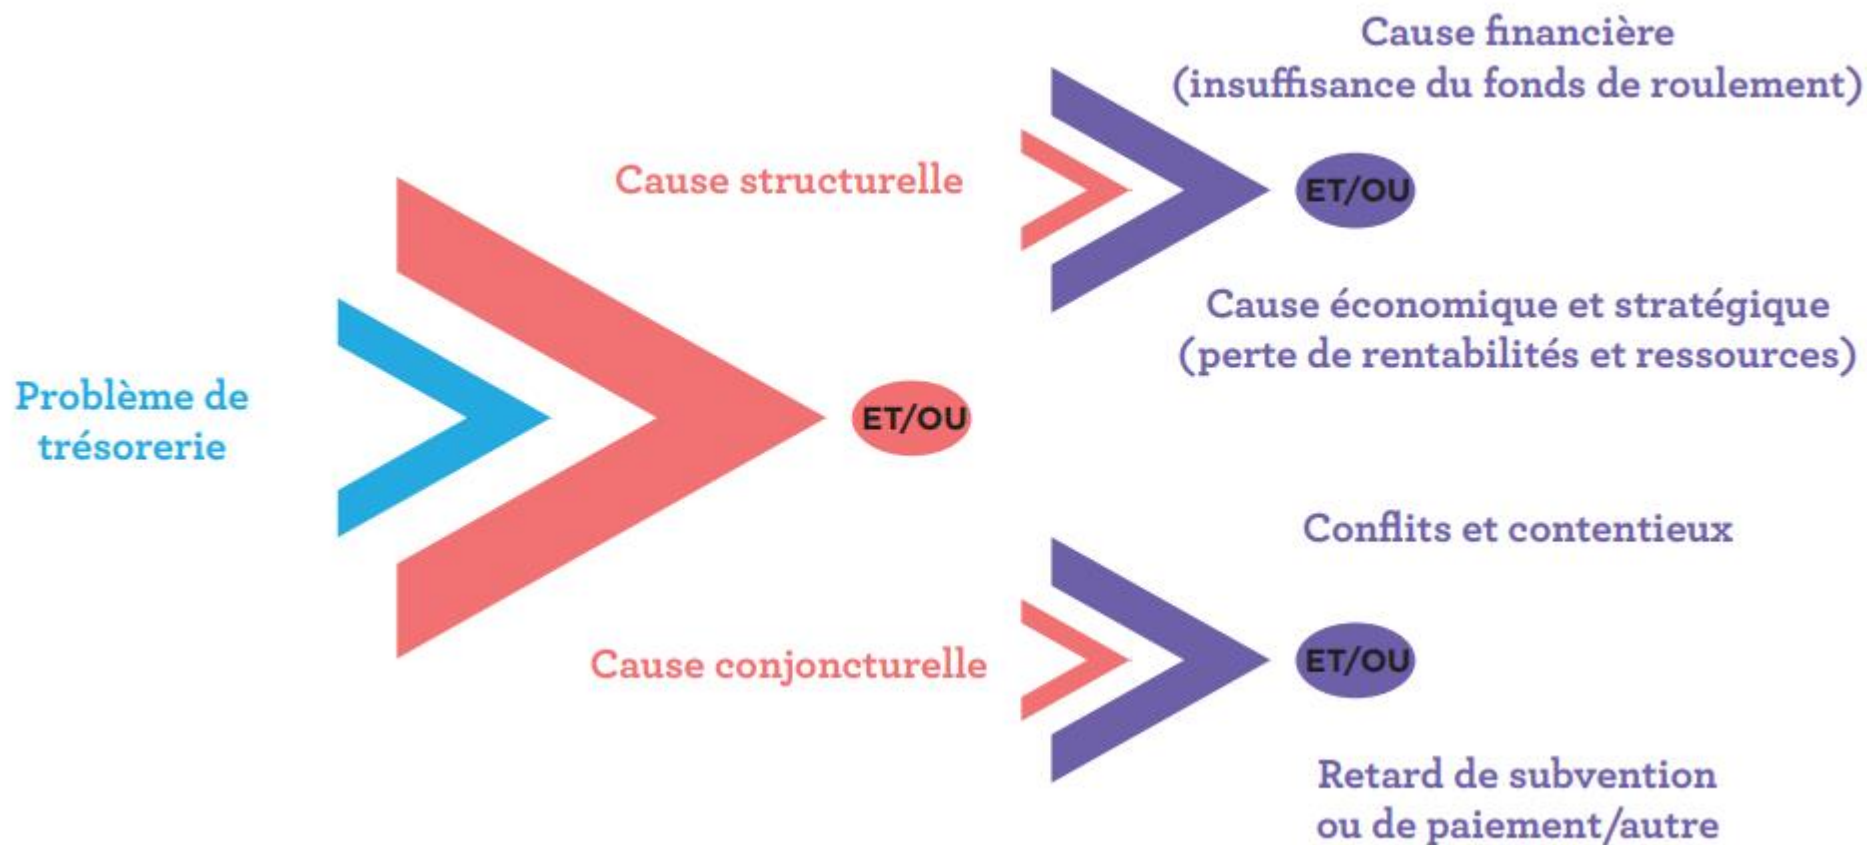 Problème de
trésorerie
ET/OU
Cause structurelle
Cause financière
(insuffisance du fonds de roulement)
ET/OU
Cause économique et stratégique
(perte de rentabilités et ressources)
Cause conjoncturelle
Conflits et contentieux
ET/OU
Retard de subvention
ou de paiement/autre